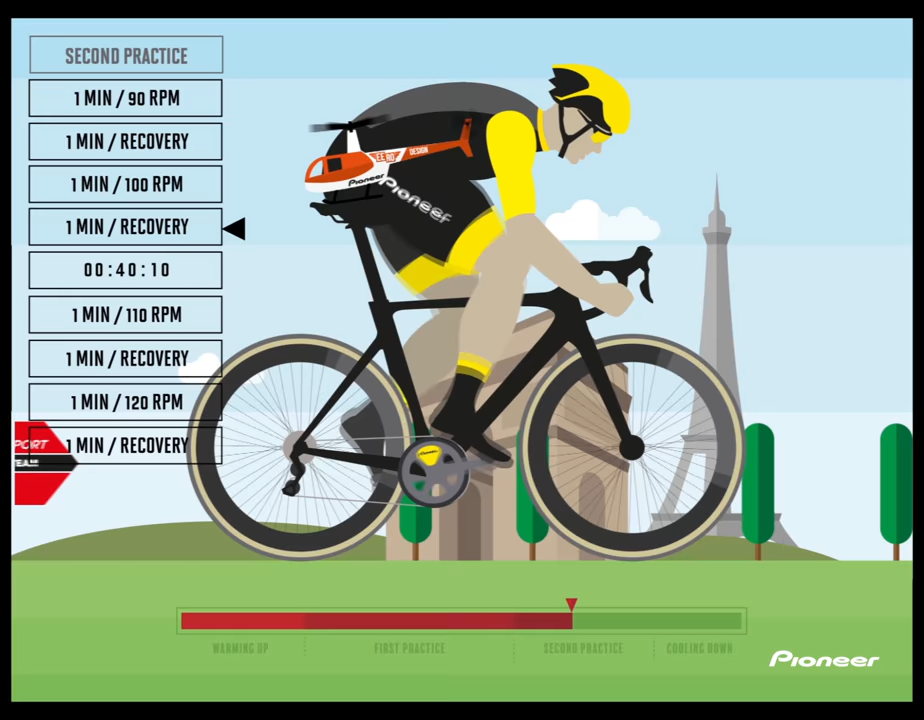 SECOND PRACTICE
1 MIN / 90 RPM
1 MIN / RECOVERY
1 MIN / 100 RPM
1 MIN / RECOVERY
00:40:10
1 MIN / 110 RPM
1 MIN / RECOVERY
1 MIN / 120 RPM
1 MIN / RECOVERY
DESIGN
Pioneer
Pioneer
PORT
TEAM
WARMING UP
FIRST PRACTICE
SECOND PRACTICE
COOLING DOWN
Pioneer